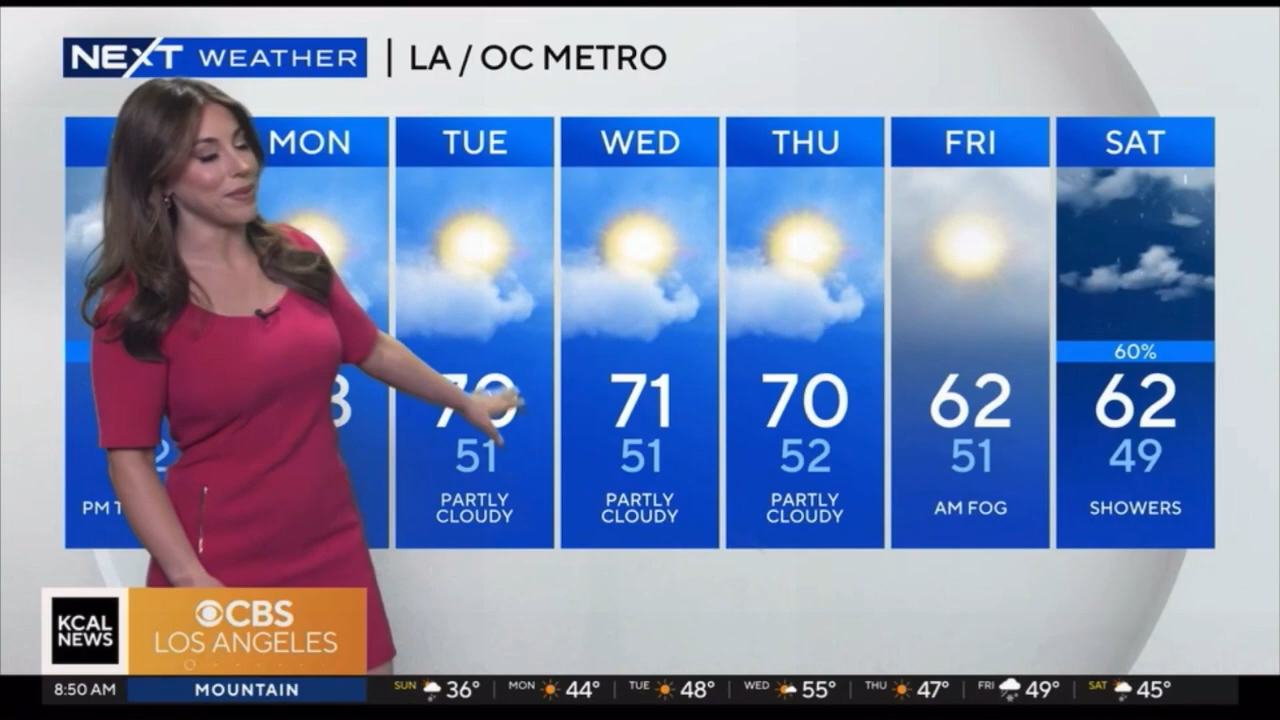 NEXT WEATHER | LA / OC METRO
MON TUE WED THU FRI SAT
60%
70 71 70 62 62
51 51 52 51 49
PM
PARTLY CLOUDY
PARTLY CLOUDY
PARTLY CLOUDY
AM FOG
SHOWERS
KCAL NEWS
CBS
LOS ANGELES
8:50 AM MOUNTAIN SUN 36° MON 44° TUE 48° WED 55° THU 47° FRI 49° SAT 45°